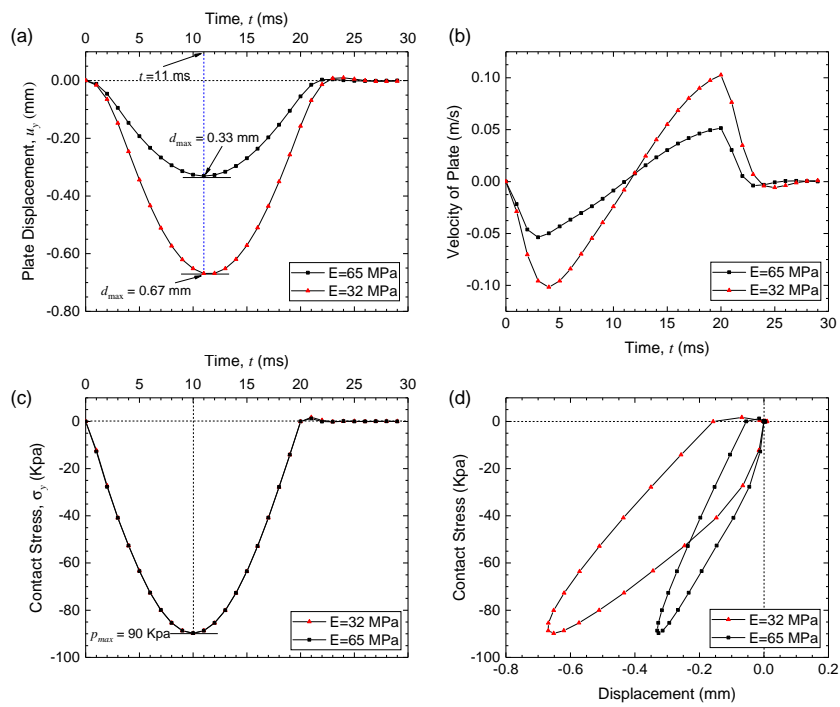 Time, t (ms)
(a)
0 5 10 15 20 25 30
t =11 ms
0.00
-0.20
-0.40
-0.60
-0.80
Plate Displacement, uy (mm)
dmax = 0.33 mm
dmax = 0.67 mm
E=65 MPa
E=32 MPa
(b)
0.10
0.05
0.00
-0.05
-0.10
Velocity of Plate (m/s)
E=65 MPa
E=32 MPa
0 5 10 15 20 25 30
Time, t (ms)
Time, t (ms)
(c)
0 5 10 15 20 25 30
0
-20
-40
-60
-80
-100
Contact Stress, σy (Kpa)
pmax = 90 Kpa
E=32 MPa
E=65 MPa
(d)
0
-20
-40
-60
-80
-100
Contact Stress (Kpa)
E=32 MPa
E=65 MPa
-0.8 -0.6 -0.4 -0.2 0.0 0.2
Displacement (mm)